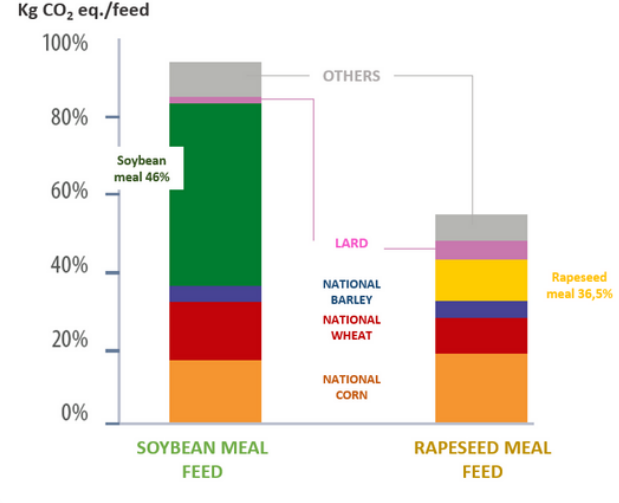 Kg CO₂ eq./feed
100%
80%
60%
40%
20%
0%
OTHERS
Soybean
meal 46%
LARD
NATIONAL
BARLEY
NATIONAL
WHEAT
NATIONAL
CORN
Rapeseed
meal 36,5%
SOYBEAN MEAL
FEED
RAPESEED MEAL
FEED